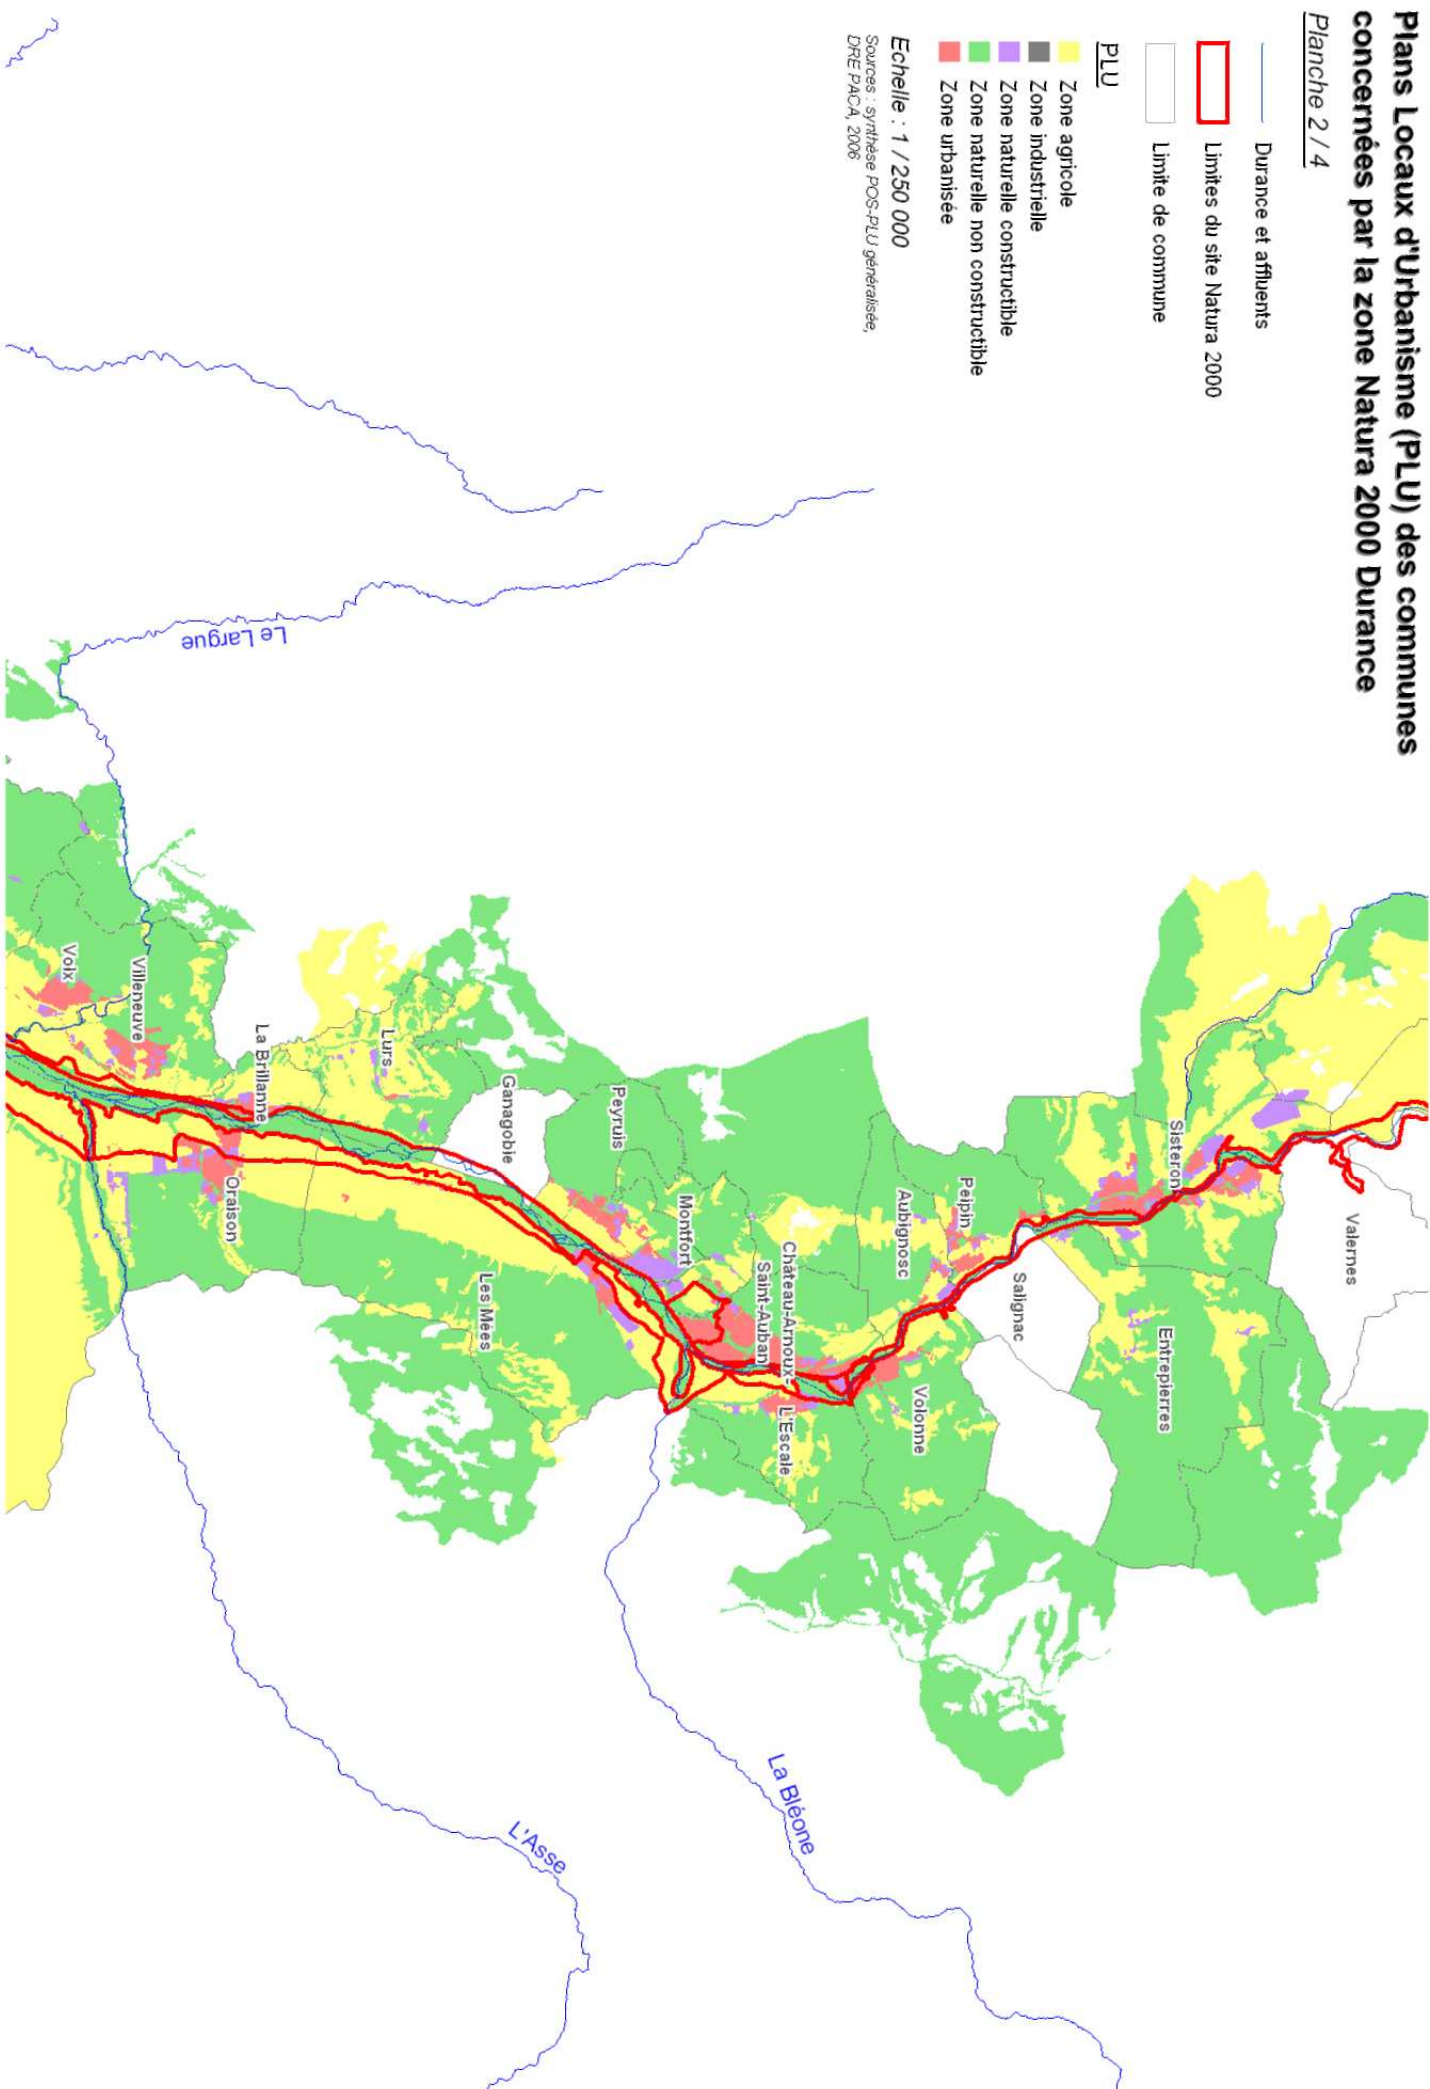 Plans Locaux d'Urbanisme (PLU) des communes
concernées par la zone Natura 2000 Durance
Planche 2 / 4
Durance et affluents
Limites du site Natura 2000
Limite de commune
PLU
Zone agricole
Zone industrielle
Zone naturelle constructible
Zone naturelle non constructible
Zone urbanisée
Echelle : 1 / 250 000
Sources : synthèse POS-PLU généralisée,
DRE PACA, 2006
Valernes
Sisteron
Entrepierres
Salignac
Peipin
Aubignosc
Volonne
Château-Arnoux-
Saint-Auban
L'Escale
Montfort
Peyruis
Ganagobie
Les Mées
Lurs
La Brillanne
Oraison
Villeneuve
Volx
Le Largue
La Bléone
L'Asse